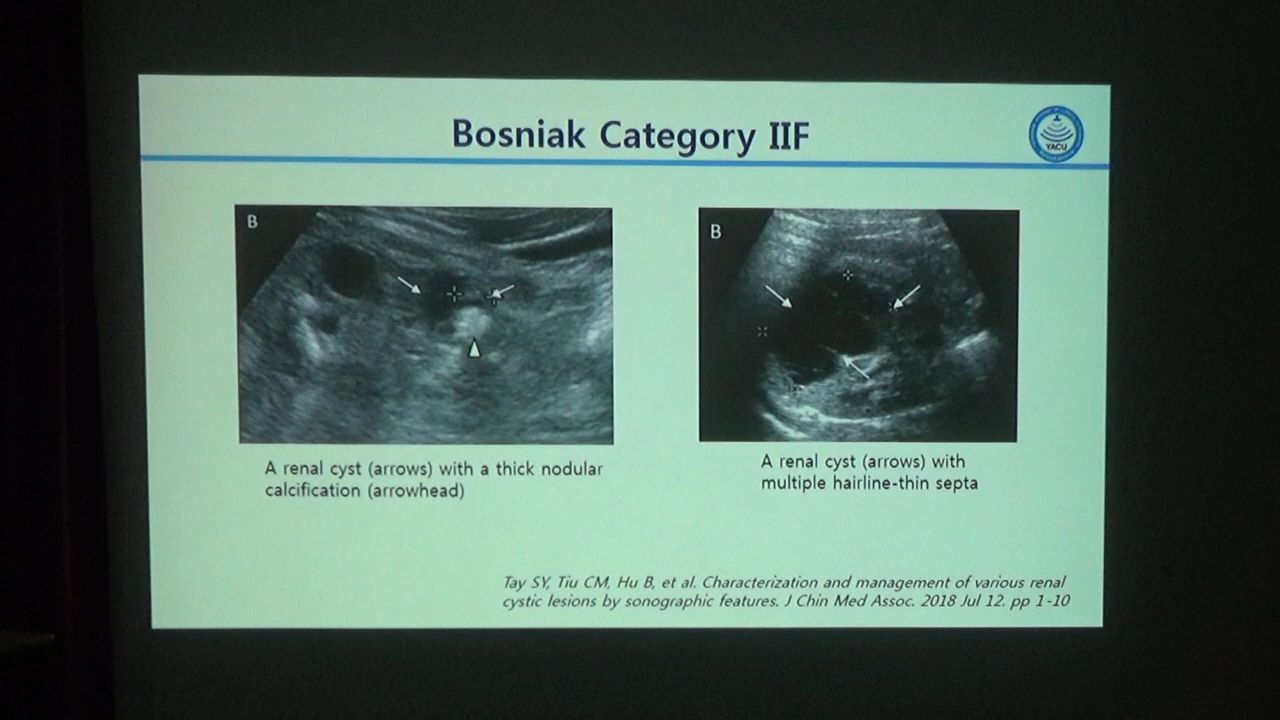 Bosniak Category IIF
YACU
B
B
A renal cyst (arrows) with a thick nodular
calcification (arrowhead)
A renal cyst (arrows) with
multiple hairline-thin septa
Tay SY, Tiu CM, Hu B, et al. Characterization and management of various renal
cystic lesions by sonographic features. J Chin Med Assoc. 2018 Jul 12. pp 1-10